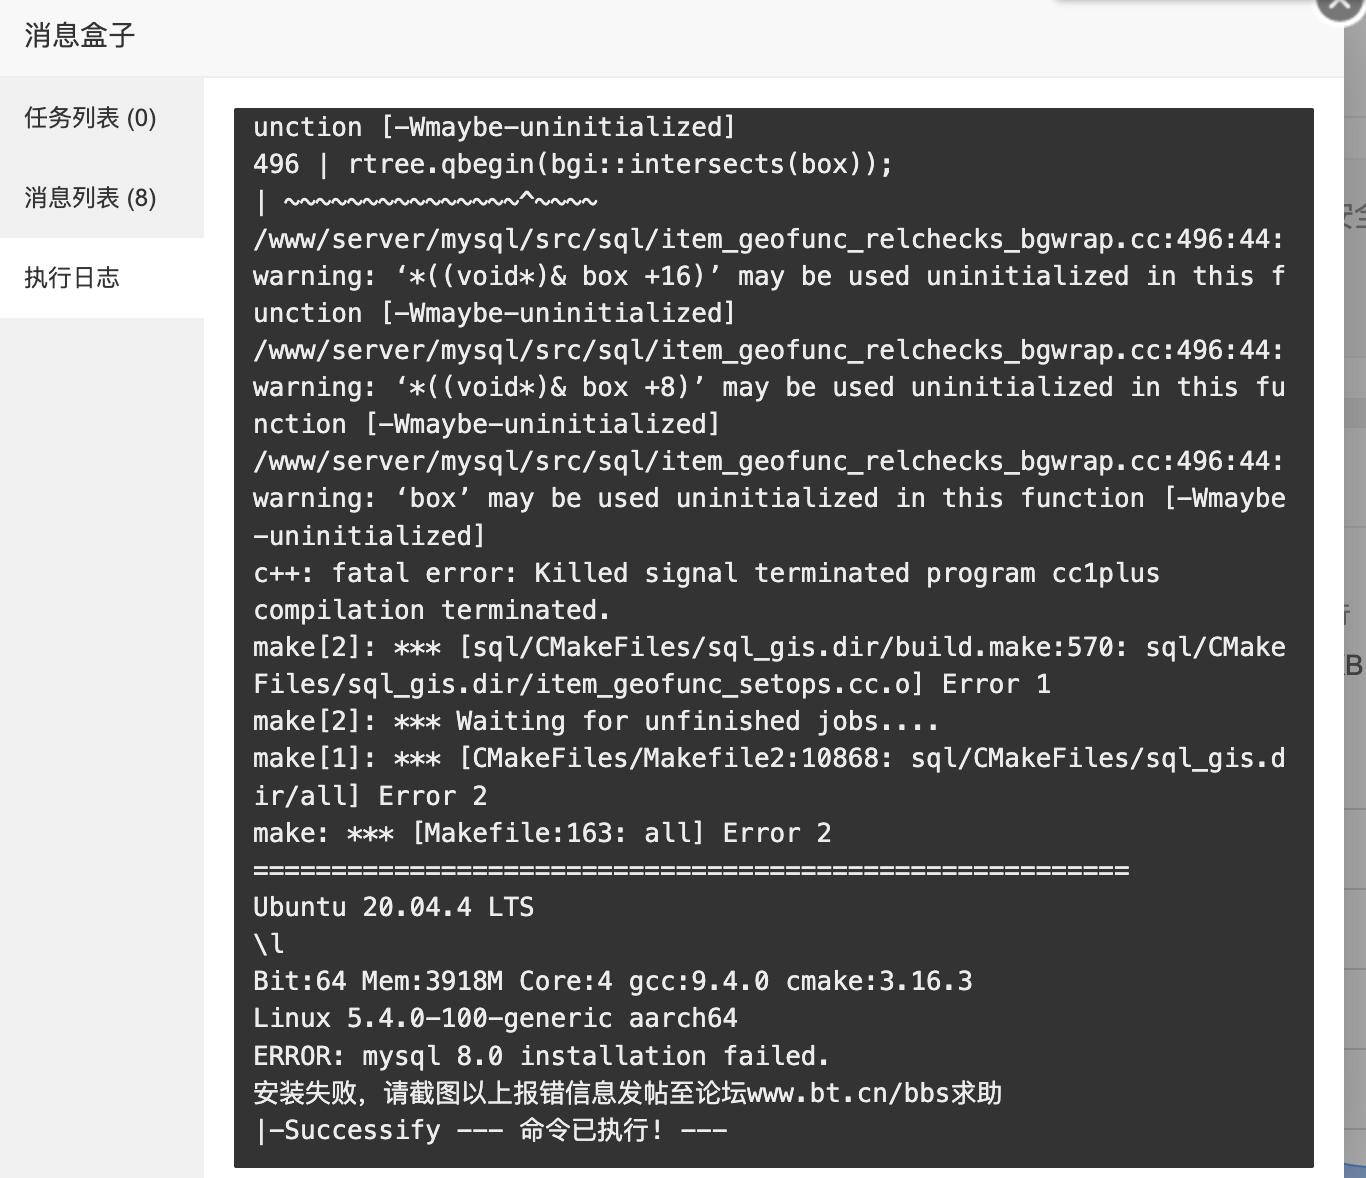 消息盒子
任务列表 (0)
消息列表 (8)
执行日志
unction [-Wmaybe-uninitialized]
496 | rtree.qbegin(bgi::intersects(box));
| ~~~~~~~~~~~~~~~^~~~~
/www/server/mysql/src/sql/item_geofunc_relchecks_bgwrap.cc:496:44:
warning: ‘*((void*)& box +16)’ may be used uninitialized in this f
unction [-Wmaybe-uninitialized]
/www/server/mysql/src/sql/item_geofunc_relchecks_bgwrap.cc:496:44:
warning: ‘*((void*)& box +8)’ may be used uninitialized in this fu
nction [-Wmaybe-uninitialized]
/www/server/mysql/src/sql/item_geofunc_relchecks_bgwrap.cc:496:44:
warning: ‘box’ may be used uninitialized in this function [-Wmaybe
-uninitialized]
c++: fatal error: Killed signal terminated program cc1plus
compilation terminated.
make[2]: *** [sql/CMakeFiles/sql_gis.dir/build.make:570: sql/CMake
Files/sql_gis.dir/item_geofunc_setops.cc.o] Error 1
make[2]: *** Waiting for unfinished jobs....
make[1]: *** [CMakeFiles/Makefile2:10868: sql/CMakeFiles/sql_gis.d
ir/all] Error 2
make: *** [Makefile:163: all] Error 2
========================================================
Ubuntu 20.04.4 LTS
\l
Bit:64 Mem:3918M Core:4 gcc:9.4.0 cmake:3.16.3
Linux 5.4.0-100-generic aarch64
ERROR: mysql 8.0 installation failed.
安装失败，请截图以上报错信息发帖至论坛www.bt.cn/bbs求助
|-Successify --- 命令已执行! ---